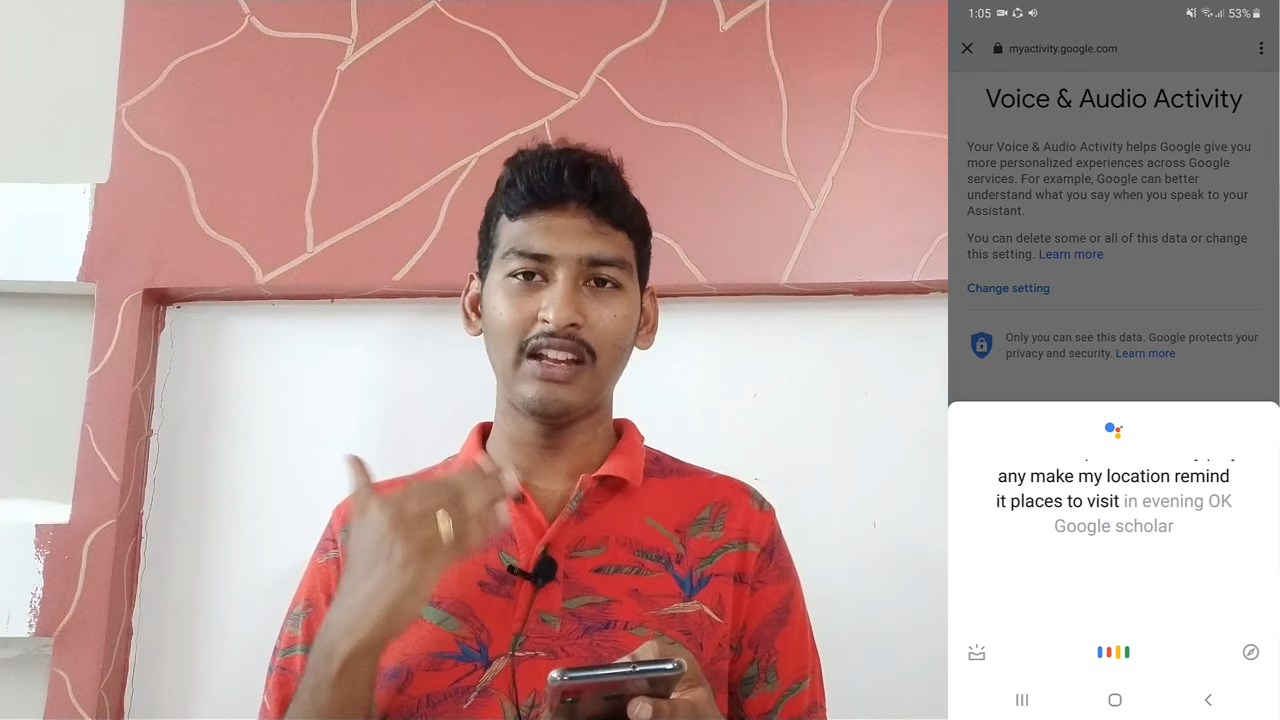 1:05
53%
myactivity.google.com
Voice & Audio Activity
Your Voice & Audio Activity helps Google give you
more personalized experiences across Google
services. For example, Google can better
understand what you say when you speak to your
Assistant.
You can delete some or all of this data or change
this setting. Learn more
Change setting
Only you can see this data. Google protects your
privacy and security. Learn more
any make my location remind
it places to visit in evening OK
Google scholar